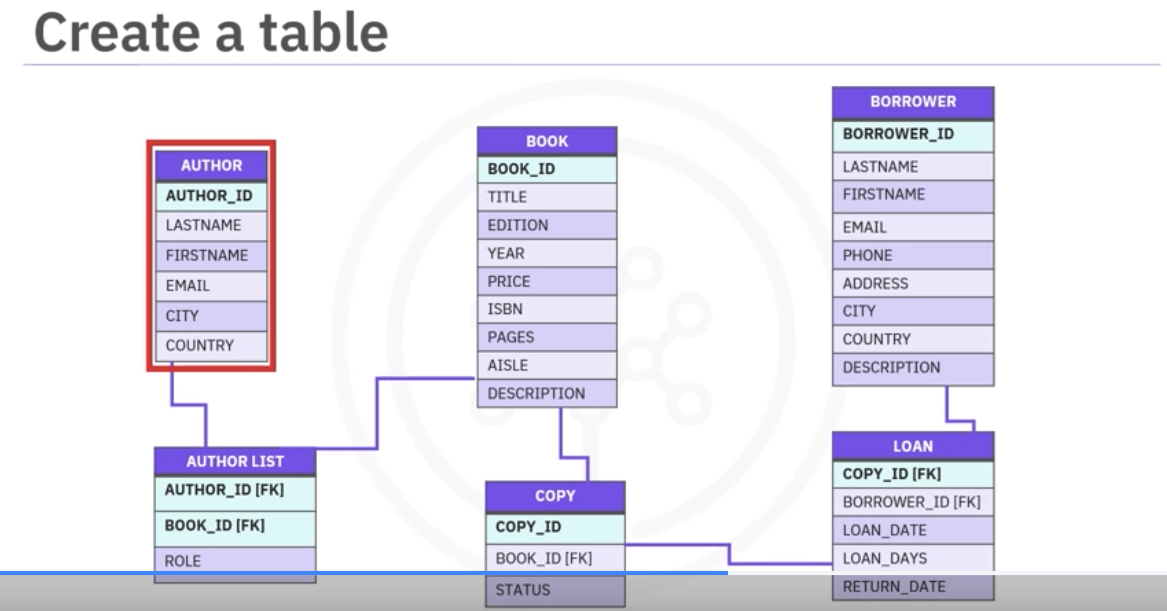 Create a table
AUTHOR
AUTHOR_ID
LASTNAME
FIRSTNAME
EMAIL
CITY
COUNTRY
BOOK
BOOK_ID
TITLE
EDITION
YEAR
PRICE
ISBN
PAGES
AISLE
DESCRIPTION
BORROWER
BORROWER_ID
LASTNAME
FIRSTNAME
EMAIL
PHONE
ADDRESS
CITY
COUNTRY
DESCRIPTION
AUTHOR LIST
AUTHOR_ID [FK]
BOOK_ID [FK]
ROLE
COPY
COPY_ID
BOOK_ID [FK]
STATUS
LOAN
COPY_ID [FK]
BORROWER_ID [FK]
LOAN_DATE
LOAN_DAYS
RETURN_DATE